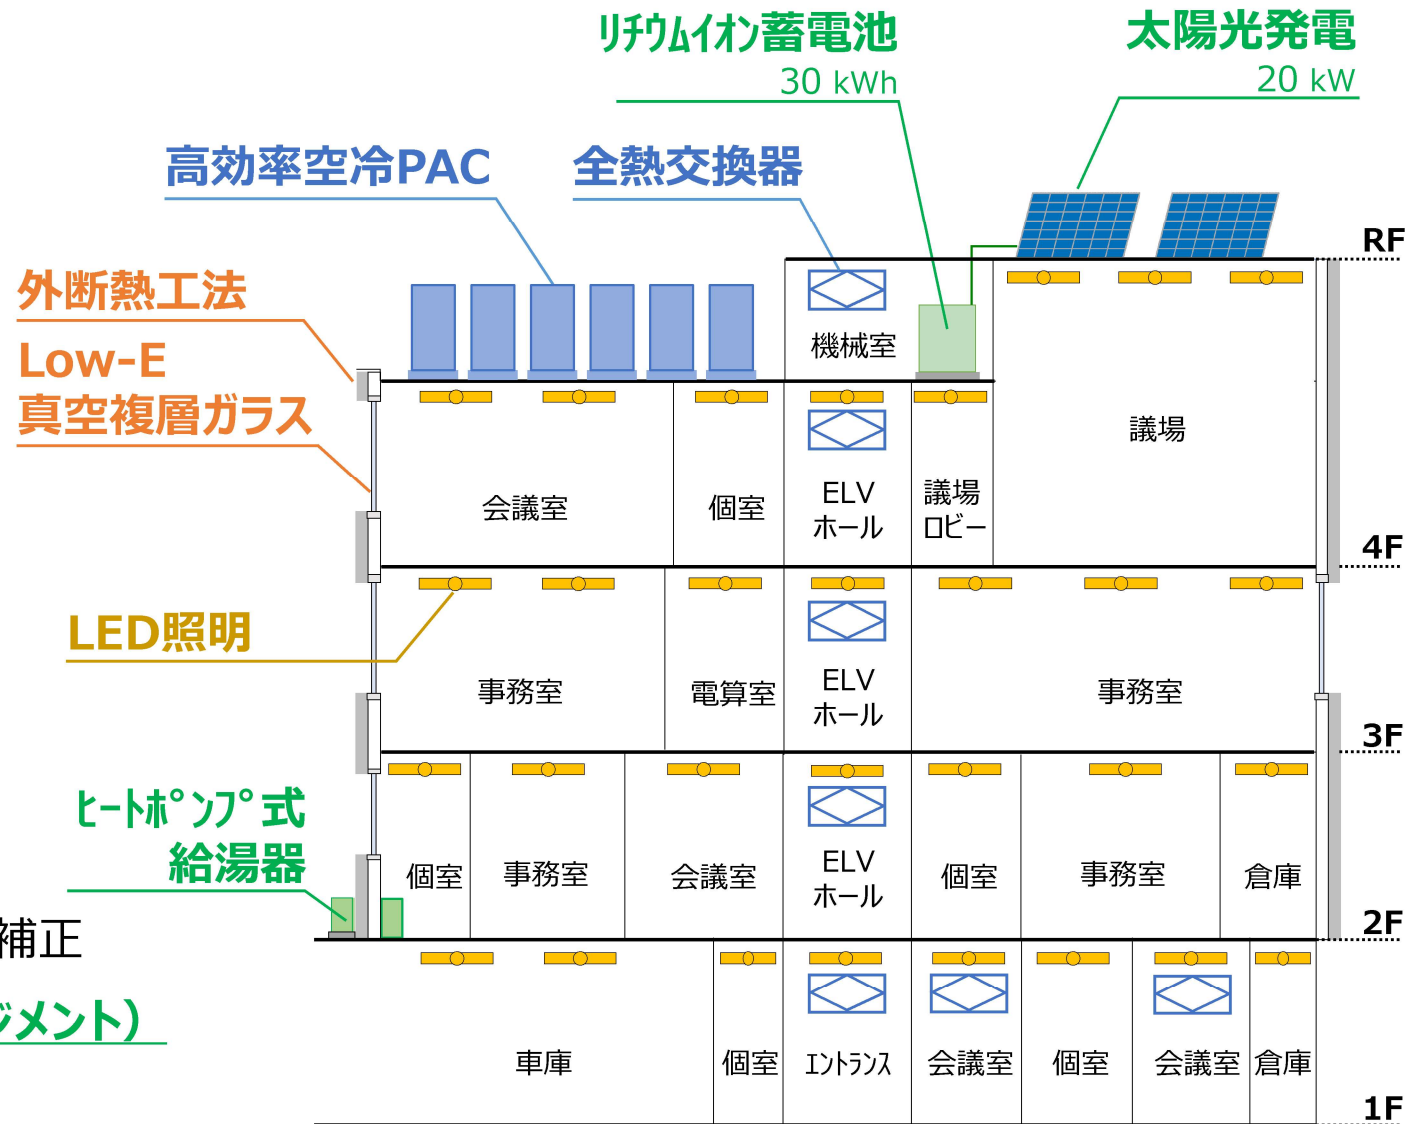 リチウムイオン蓄電池
30 kWh
太陽光発電
20 kW
高効率空冷PAC
全熱交換器
RF
外断熱工法
Low-E
真空複層ガラス
機械室
議場
会議室
個室
ELV
ホール
議場
ロビー
4F
LED照明
事務室
電算室
ELV
ホール
事務室
3F
ﾋｰﾄﾎﾟﾝﾌﾟ式
給湯器
個室
事務室
会議室
ELV
ホール
個室
事務室
倉庫
補正
2F
ジメント）
車庫
個室
ｴﾝﾄﾗﾝｽ
会議室
個室
会議室
倉庫
1F